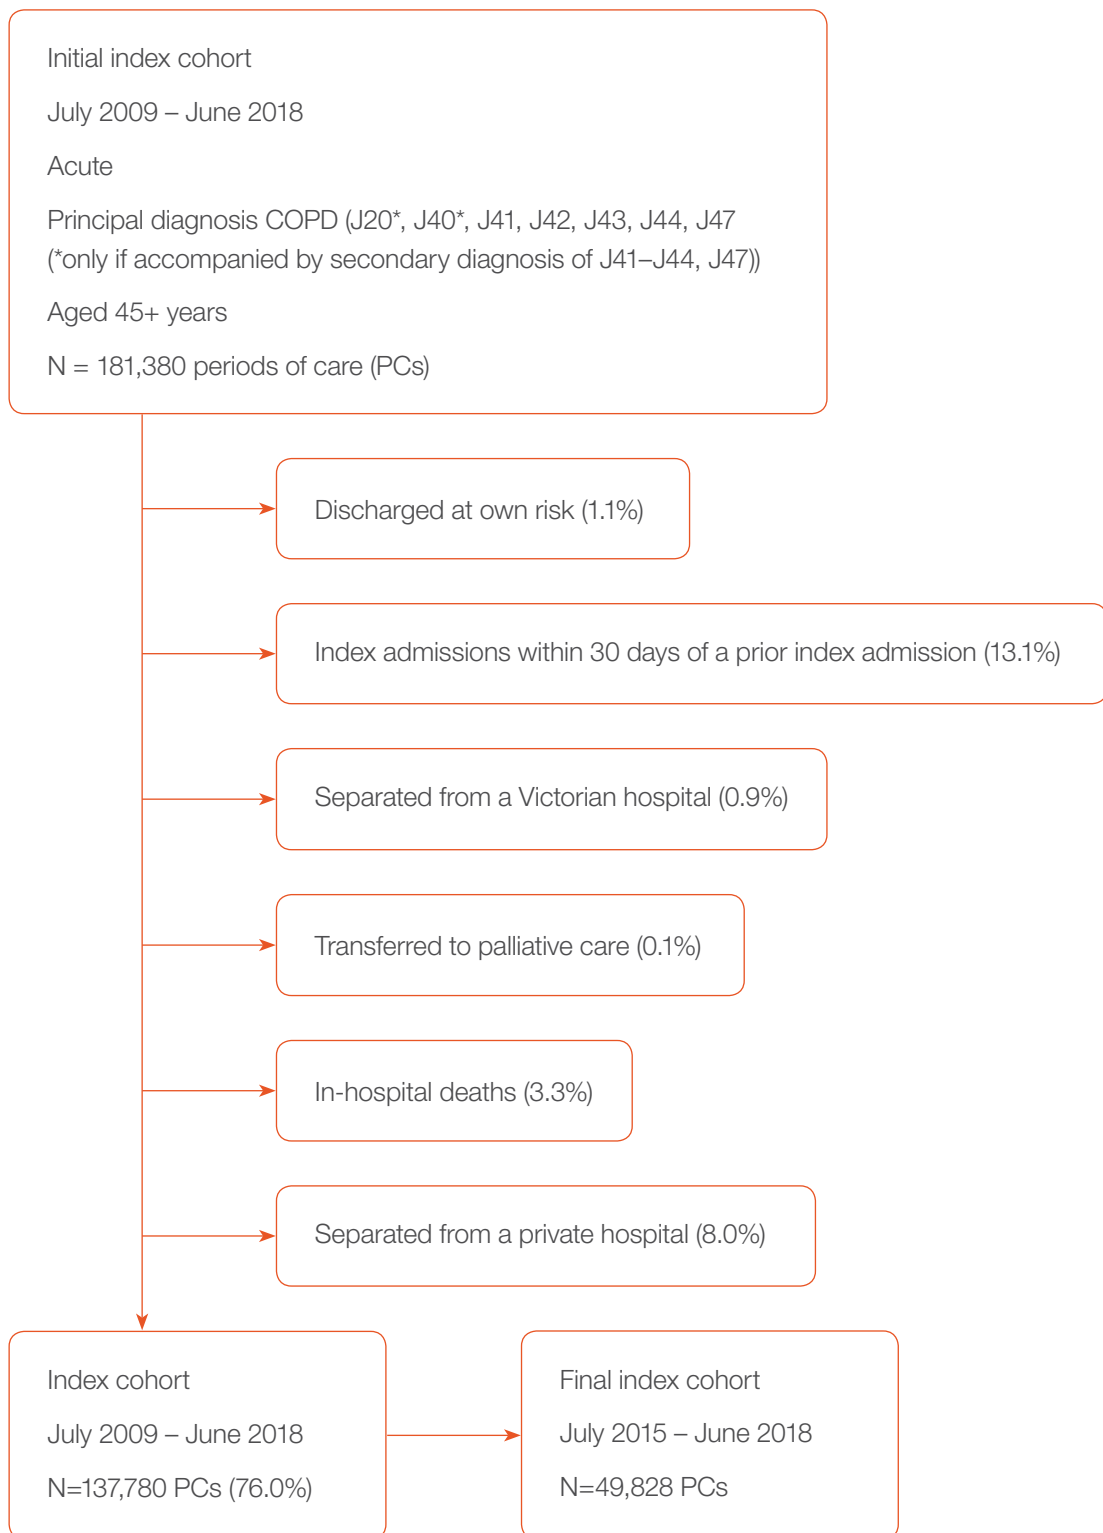 Initial index cohort
July 2009 – June 2018
Acute
Principal diagnosis COPD (J20*, J40*, J41, J42, J43, J44, J47
(*only if accompanied by secondary diagnosis of J41–J44, J47))
Aged 45+ years
N = 181,380 periods of care (PCs)
Discharged at own risk (1.1%)
Index admissions within 30 days of a prior index admission (13.1%)
Separated from a Victorian hospital (0.9%)
Transferred to palliative care (0.1%)
In-hospital deaths (3.3%)
Separated from a private hospital (8.0%)
Index cohort
July 2009 – June 2018
N=137,780 PCs (76.0%)
Final index cohort
July 2015 – June 2018
N=49,828 PCs